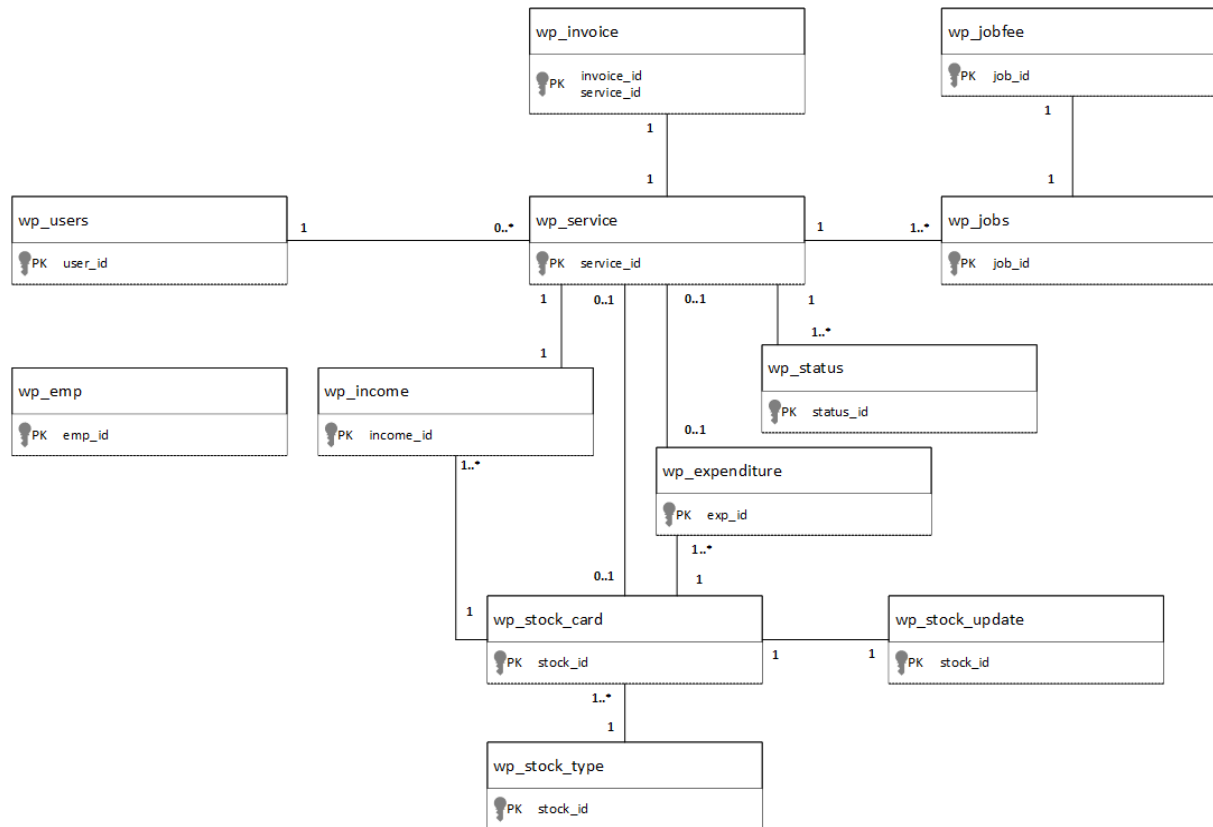 wp_invoice
PK invoice_id
service_id
wp_jobfee
PK job_id
1
1
1
1
wp_users
PK user_id
1
0..*
wp_service
PK service_id
1
1..*
wp_jobs
PK job_id
1
0..1
0..1
1
1
1..*
wp_emp
PK emp_id
wp_income
PK income_id
wp_status
PK status_id
1..*
0..1
wp_expenditure
PK exp_id
1..*
0..1
1
1
wp_stock_card
PK stock_id
1
1
wp_stock_update
PK stock_id
1..*
1
wp_stock_type
PK stock_id